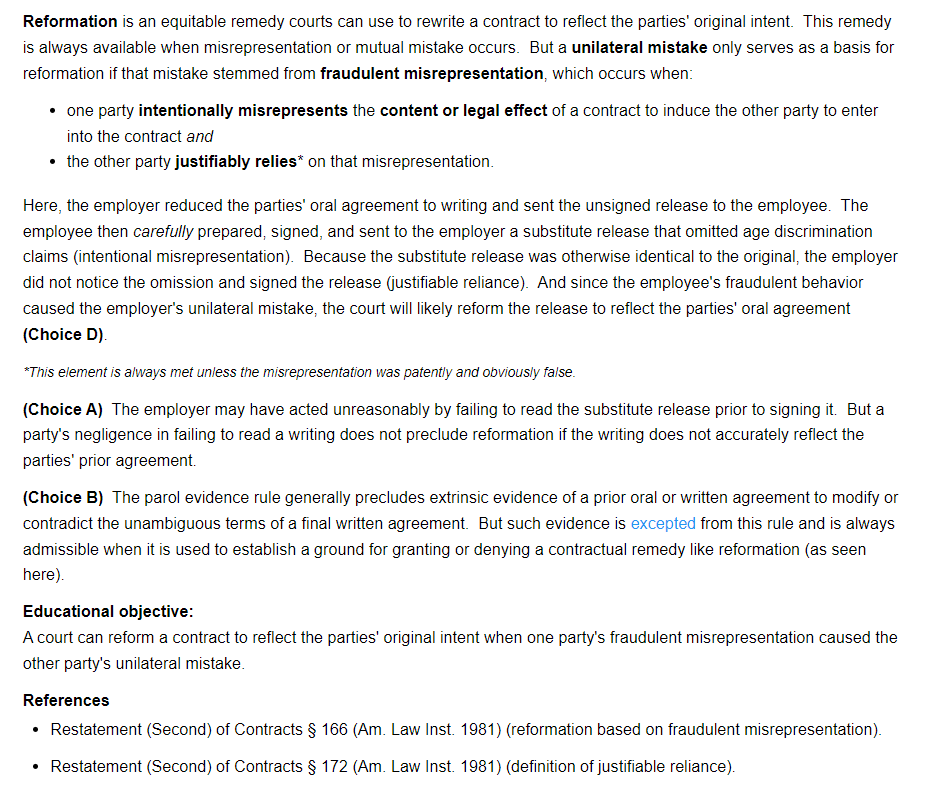 Reformation is an equitable remedy courts can use to rewrite a contract to reflect the parties' original intent. This remedy
is always available when misrepresentation or mutual mistake occurs. But a unilateral mistake only serves as a basis for
reformation if that mistake stemmed from fraudulent misrepresentation, which occurs when:
• one party intentionally misrepresents the content or legal effect of a contract to induce the other party to enter
into the contract and
• the other party justifiably relies* on that misrepresentation.
Here, the employer reduced the parties' oral agreement to writing and sent the unsigned release to the employee. The
employee then carefully prepared, signed, and sent to the employer a substitute release that omitted age discrimination
claims (intentional misrepresentation). Because the substitute release was otherwise identical to the original, the employer
did not notice the omission and signed the release (justifiable reliance). And since the employee's fraudulent behavior
caused the employer's unilateral mistake, the court will likely reform the release to reflect the parties' oral agreement
(Choice D).
*This element is always met unless the misrepresentation was patently and obviously false.
(Choice A) The employer may have acted unreasonably by failing to read the substitute release prior to signing it. But a
party's negligence in failing to read a writing does not preclude reformation if the writing does not accurately reflect the
parties' prior agreement.
(Choice B) The parol evidence rule generally precludes extrinsic evidence of a prior oral or written agreement to modify or
contradict the unambiguous terms of a final written agreement. But such evidence is excepted from this rule and is always
admissible when it is used to establish a ground for granting or denying a contractual remedy like reformation (as seen
here).
Educational objective:
A court can reform a contract to reflect the parties' original intent when one party's fraudulent misrepresentation caused the
other party's unilateral mistake.
References
• Restatement (Second) of Contracts § 166 (Am. Law Inst. 1981) (reformation based on fraudulent misrepresentation).
• Restatement (Second) of Contracts § 172 (Am. Law Inst. 1981) (definition of justifiable reliance).